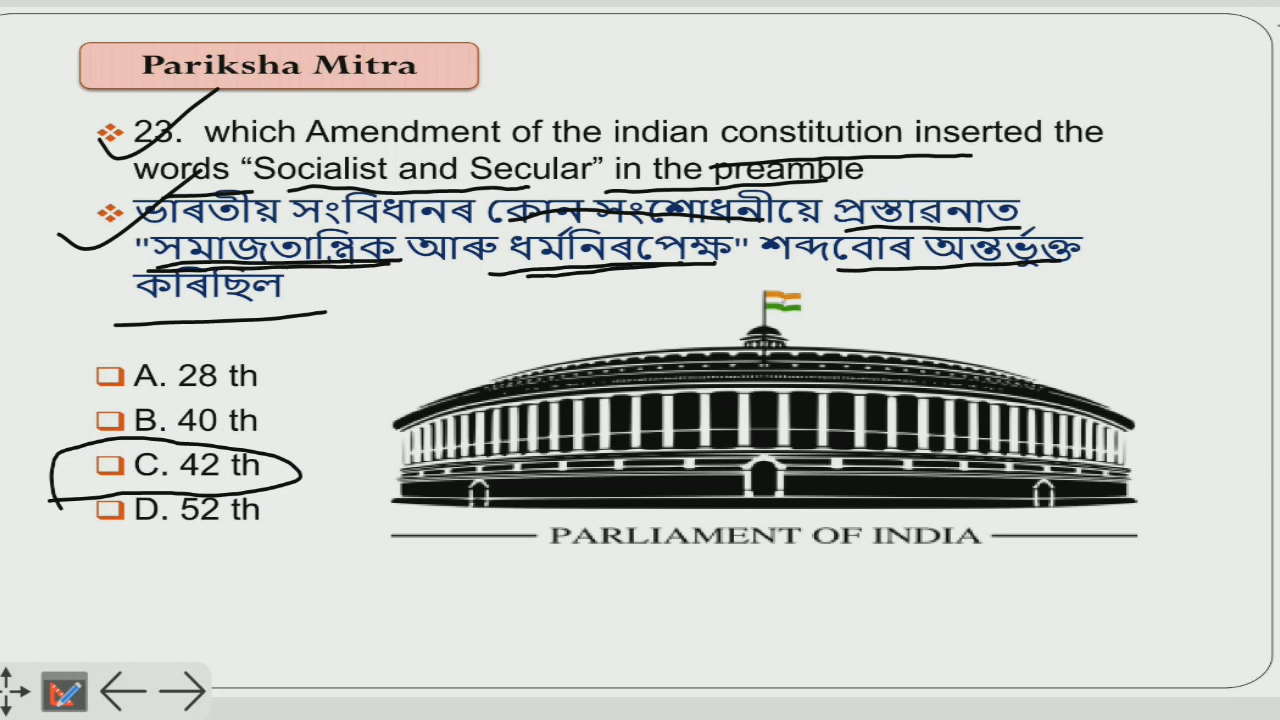 Pariksha Mitra
23. which Amendment of the indian constitution inserted the
words “Socialist and Secular” in the preamble
ভাৰতীয় সংবিধানৰ কোন সংশোধনীয়ে প্ৰস্তাৱনাত
"সমাজতান্ত্ৰিক আৰু ধৰ্মনিৰপেক্ষ" শব্দবোৰ অন্তৰ্ভুক্ত
কৰিছিল
A. 28 th
B. 40 th
C. 42 th
D. 52 th
PARLIAMENT OF INDIA